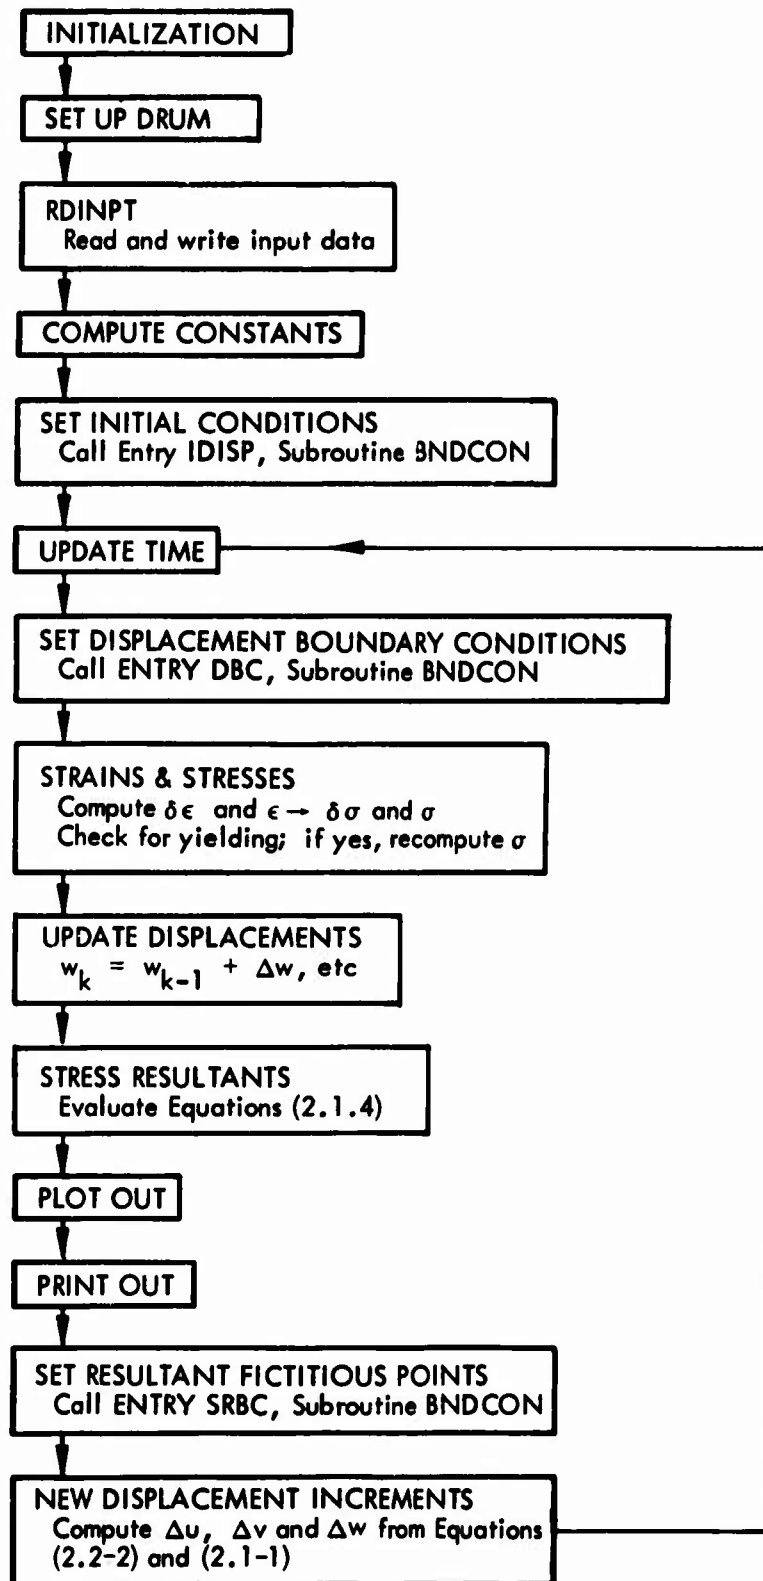 INITIALIZATION
SET UP DRUM
RDINPT
Read and write input data
COMPUTE CONSTANTS
SET INITIAL CONDITIONS
Call Entry IDISP, Subroutine BNDCON
UPDATE TIME
SET DISPLACEMENT BOUNDARY CONDITIONS
Call ENTRY DBC, Subroutine BNDCON
STRAINS & STRESSES
Compute δϵ and ϵ → δσ and σ
Check for yielding; if yes, recompute σ
UPDATE DISPLACEMENTS
w_k = w_{k-1} + Δw, etc
STRESS RESULTANTS
Evaluate Equations (2.1.4)
PLOT OUT
PRINT OUT
SET RESULTANT FICTITIOUS POINTS
Call ENTRY SRBC, Subroutine BNDCON
NEW DISPLACEMENT INCREMENTS
Compute Δu, Δv and Δw from Equations
(2.2-2) and (2.1-1)